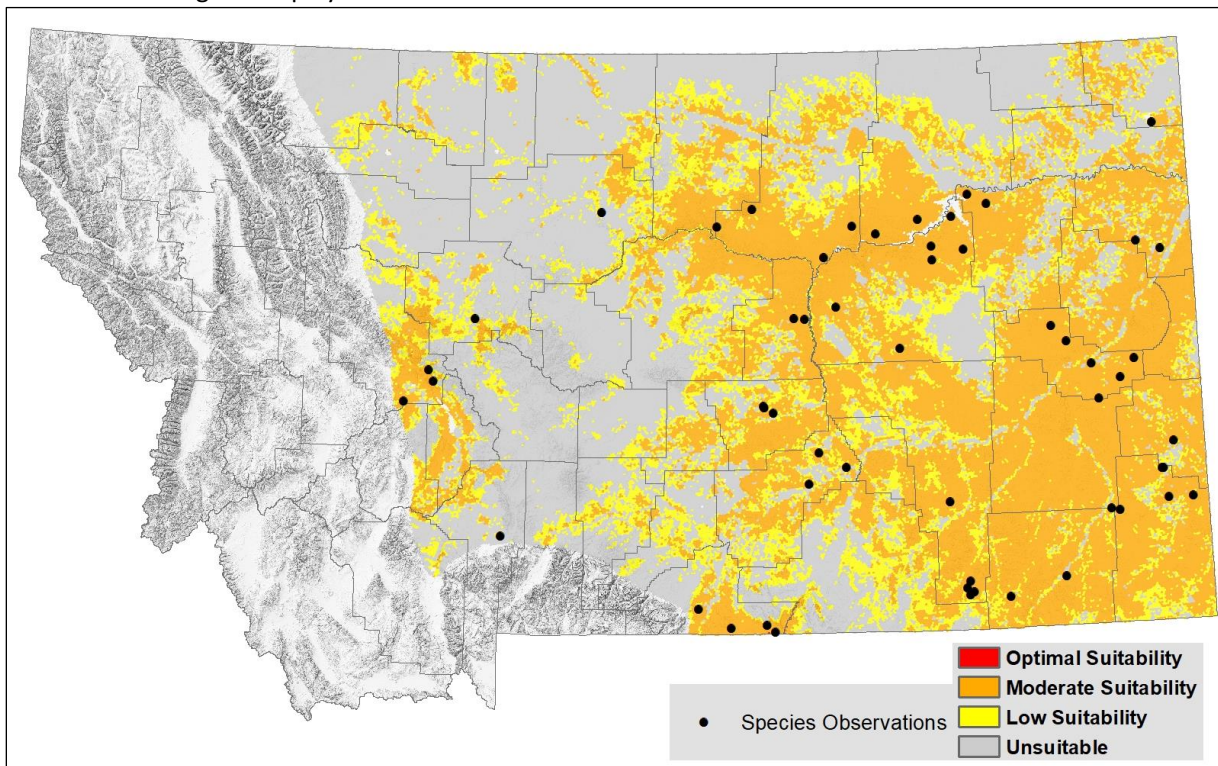 Optimal Suitability
Moderate Suitability
Species Observations
Low Suitability
Unsuitable